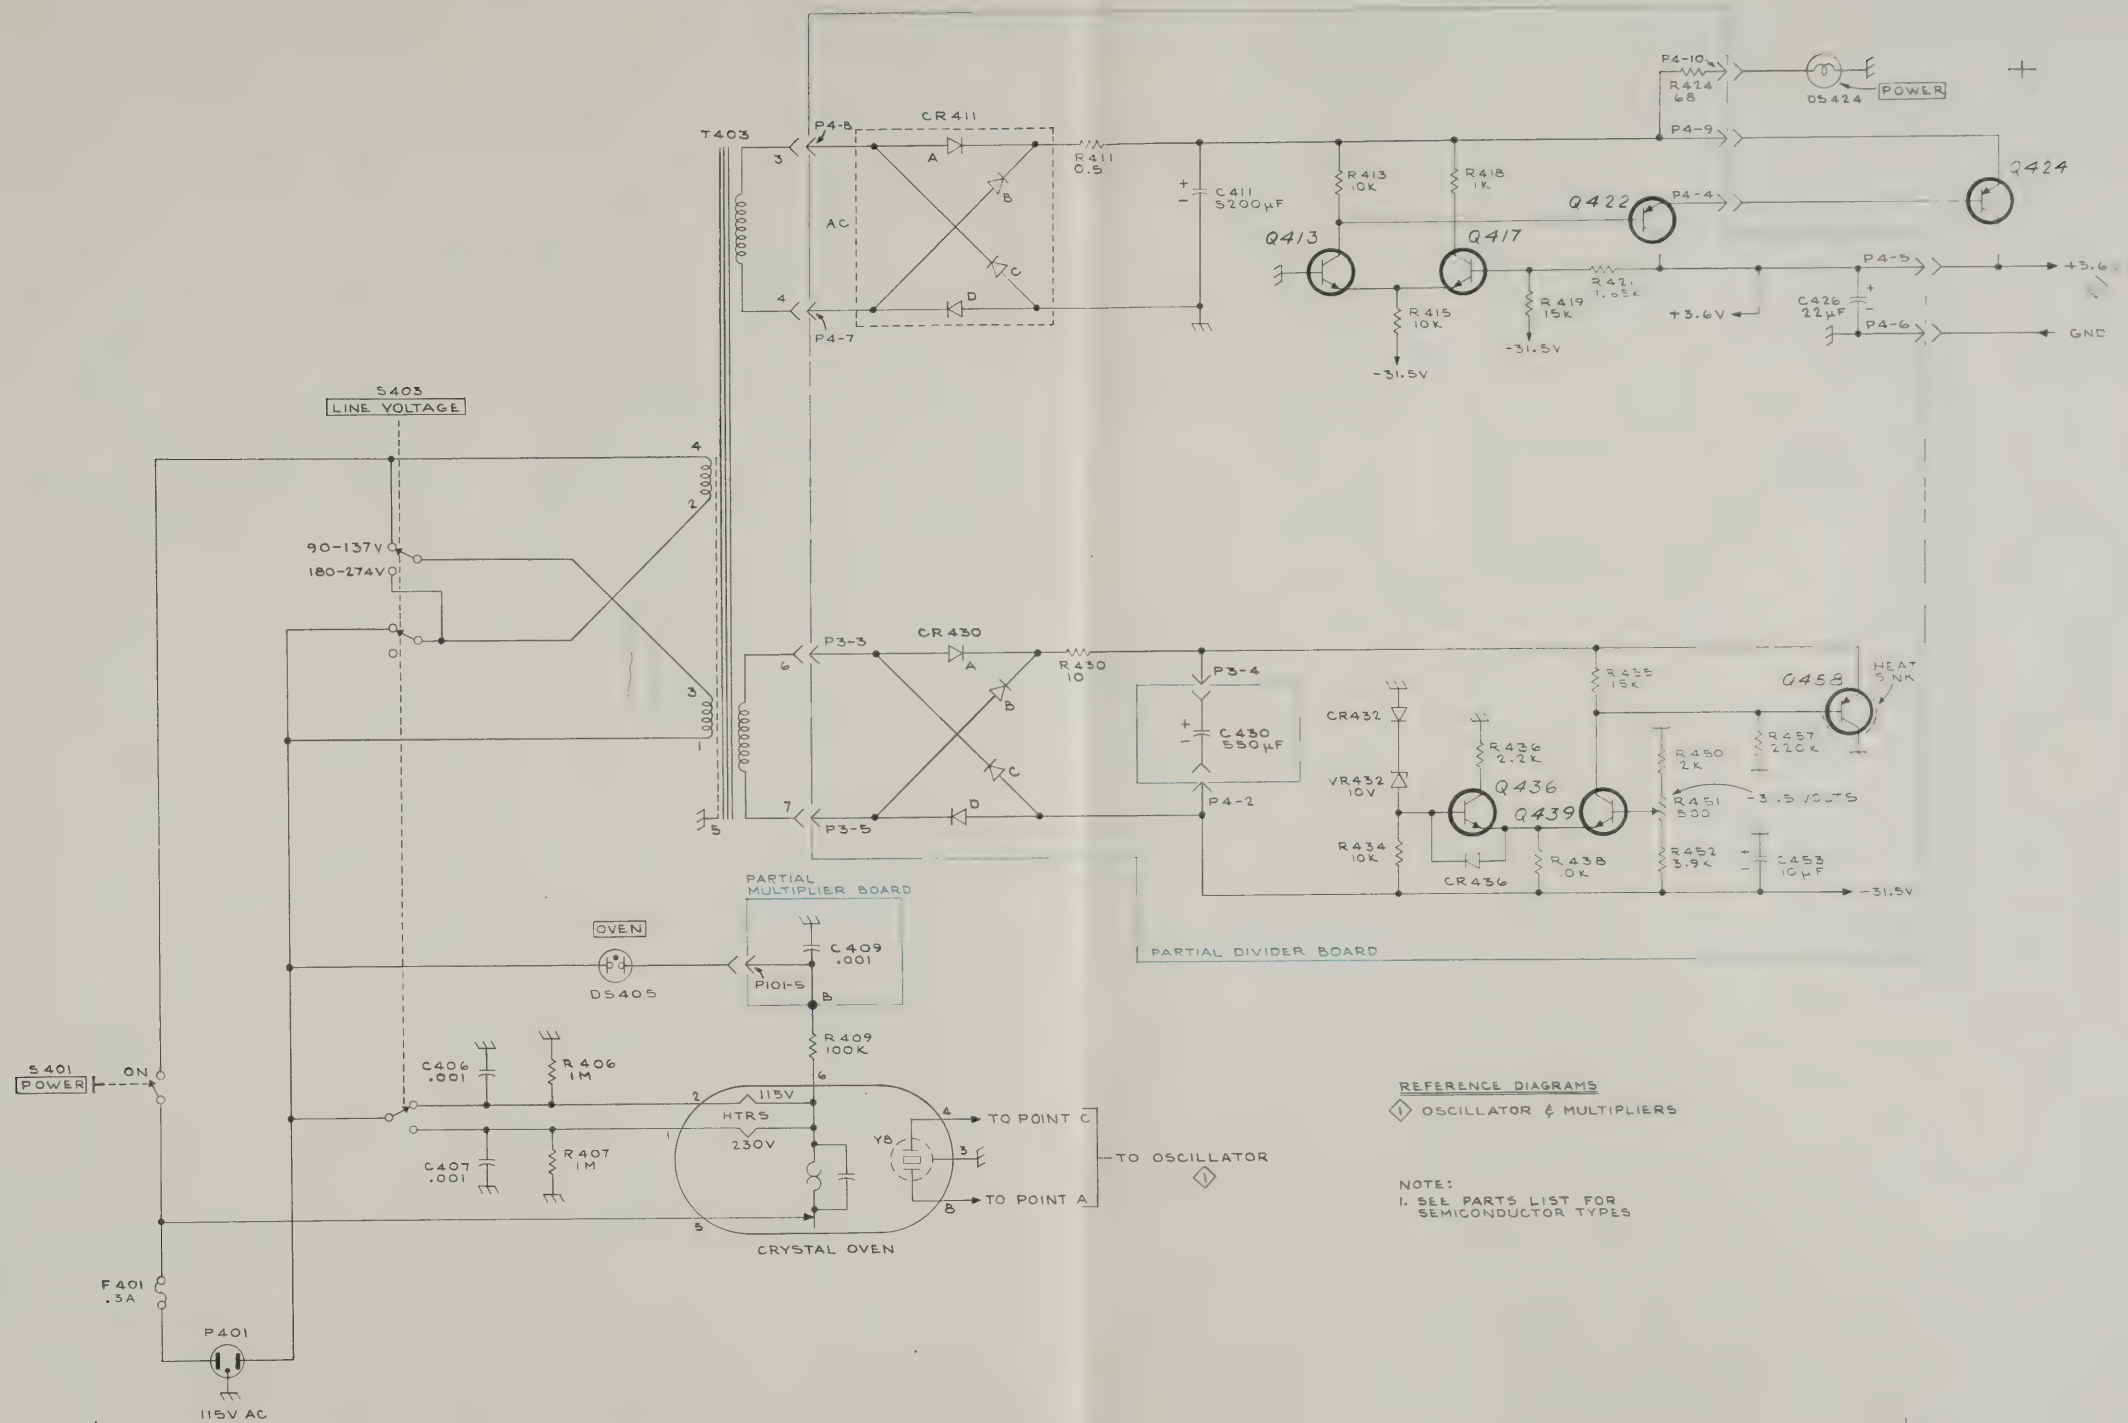 P4-10
R424
68
DS424
POWER
P4-9
Q424
T403
3
P4-8
CR411
A
B
AC
C
D
4
P4-7
R411
0.5
C411
5200µF
+
-
R413
10K
R418
1K
Q413
Q417
Q422
P4-4
R415
10K
-31.5V
R419
15K
-31.5V
R421
+3.6V
P4-5
+3.6
C426
22µF
+
-
P4-6
GND
S403
LINE VOLTAGE
4
2
90-137V
180-274V
3
1
5
6
P3-3
CR430
A
B
C
D
7
P3-5
R430
10
P3-4
C430
550µF
+
-
P4-2
CR432
VR432
10V
R434
10K
R436
2.2K
Q436
Q439
CR436
R438
R455
15K
R450
2K
R451
500
VOLTS
R452
3.9K
R457
220K
C453
10µF
+
-
Q458
HEAT
-31.5V
PARTIAL DIVIDER BOARD
PARTIAL
MULTIPLIER BOARD
C409
.001
P101-5
B
OVEN
DS405
R409
100K
6
S401
POWER
ON
C406
.001
R406
1M
C407
.001
R407
1M
2
115V
HTRS
1
230V
5
Y8
4
TO POINT C
3
TO POINT A
8
TO OSCILLATOR
1
CRYSTAL OVEN
F401
.3A
P401
115V AC
REFERENCE DIAGRAMS
1 OSCILLATOR & MULTIPLIERS
NOTE:
1. SEE PARTS LIST FOR
SEMICONDUCTOR TYPES